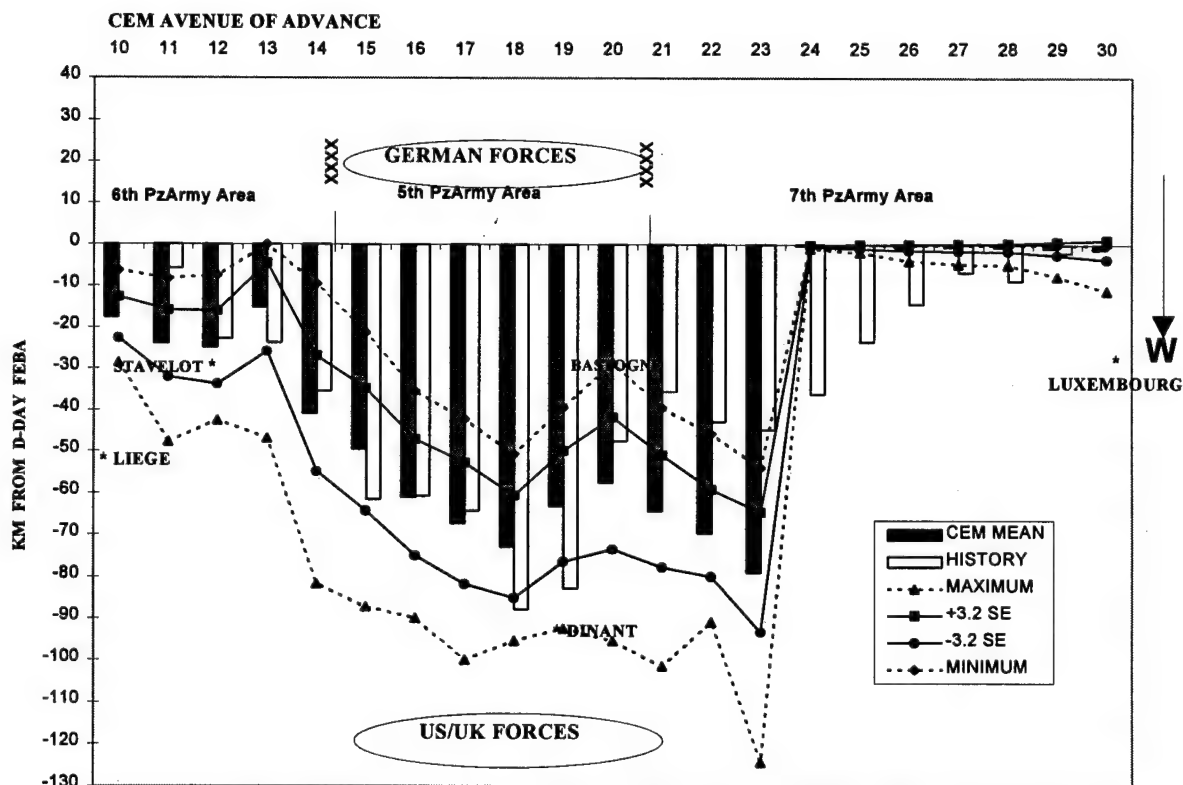 CEM AVENUE OF ADVANCE
10 11 12 13 14 15 16 17 18 19 20 21 22 23 24 25 26 27 28 29 30
40
30
20
10
0
-10
-20
-30
-40
-50
-60
-70
-80
-90
-100
-110
-120
-130
KM FROM D-DAY FEBA
XXXX
GERMAN FORCES
XXXX
6th PzArmy Area
5th PzArmy Area
7th PzArmy Area
STAVELOT *
BASTOGN
* LIEGE
*DINANT
W
*
LUXEMBOURG
CEM MEAN
HISTORY
MAXIMUM
+3.2 SE
-3.2 SE
MINIMUM
US/UK FORCES